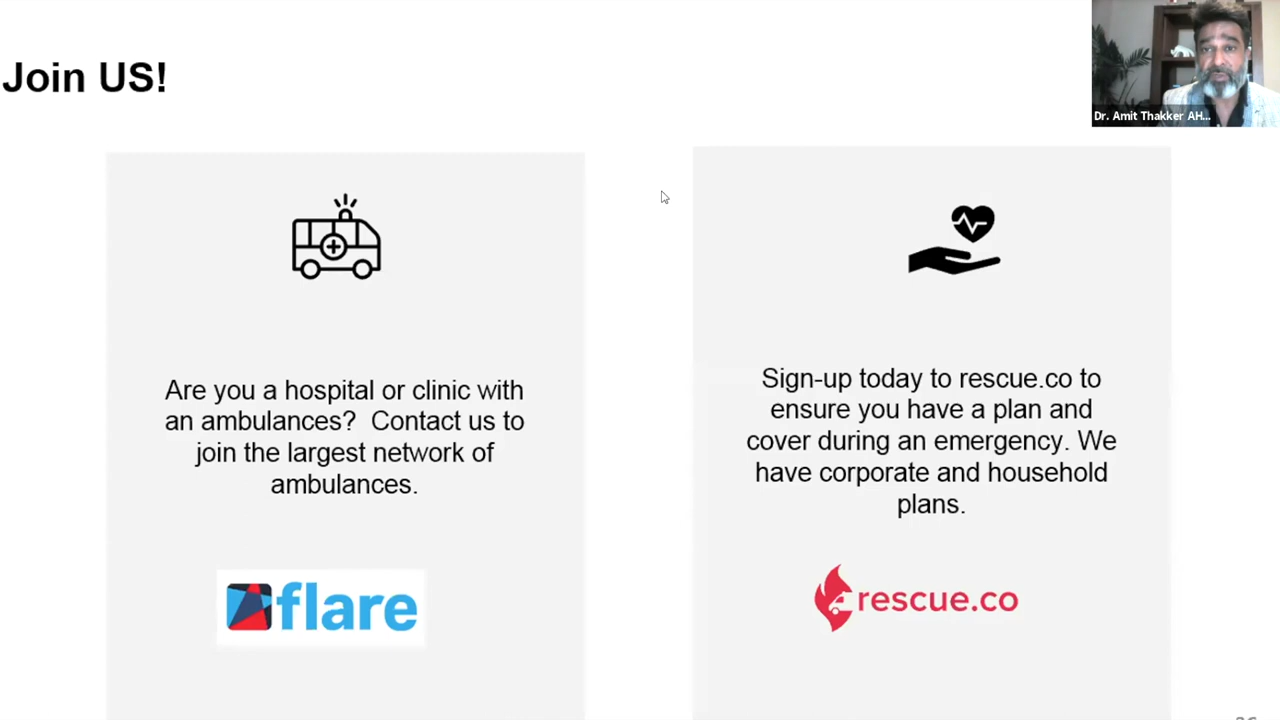 Join US!
Dr. Amit Thakker AH...
Are you a hospital or clinic with
an ambulances?  Contact us to
join the largest network of
ambulances.
flare
Sign-up today to rescue.co to
ensure you have a plan and
cover during an emergency. We
have corporate and household
plans.
rescue.co